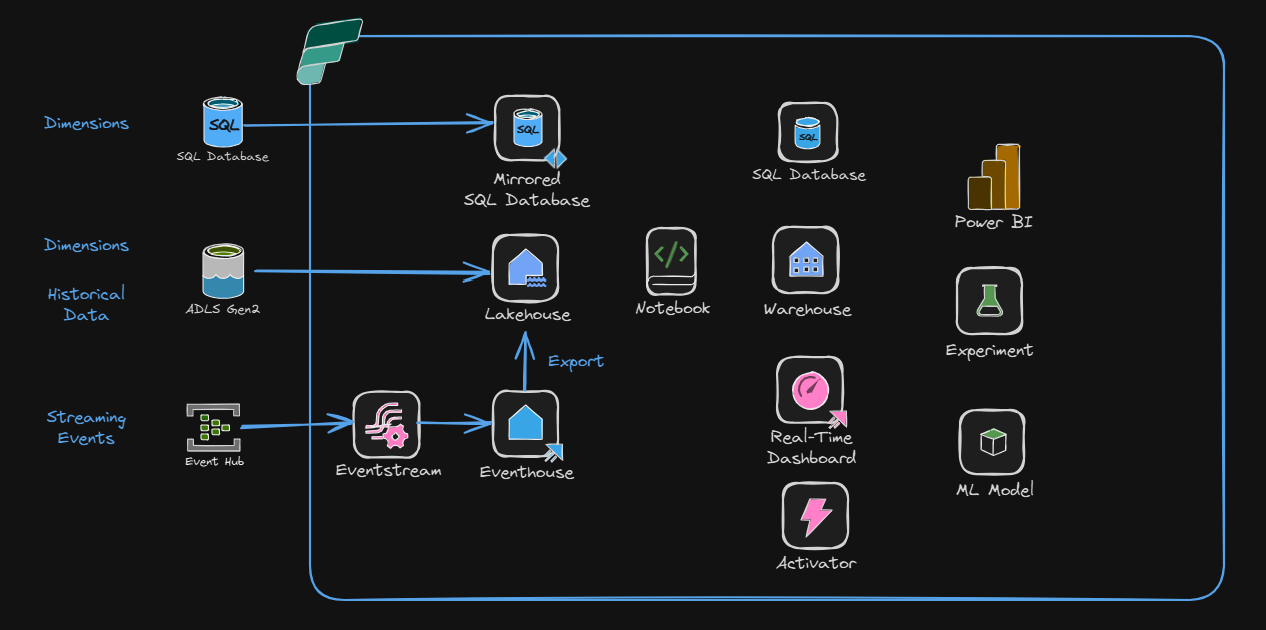 Dimensions
SQL
SQL Database
SQL
Mirrored
SQL Database
SQL
SQL Database
Power BI
Dimensions
Historical
Data
ADLS Gen2
Lakehouse
</>
Notebook
Warehouse
Experiment
Export
Streaming
Events
Event Hub
Eventstream
Eventhouse
Real-Time
Dashboard
ML Model
Activator